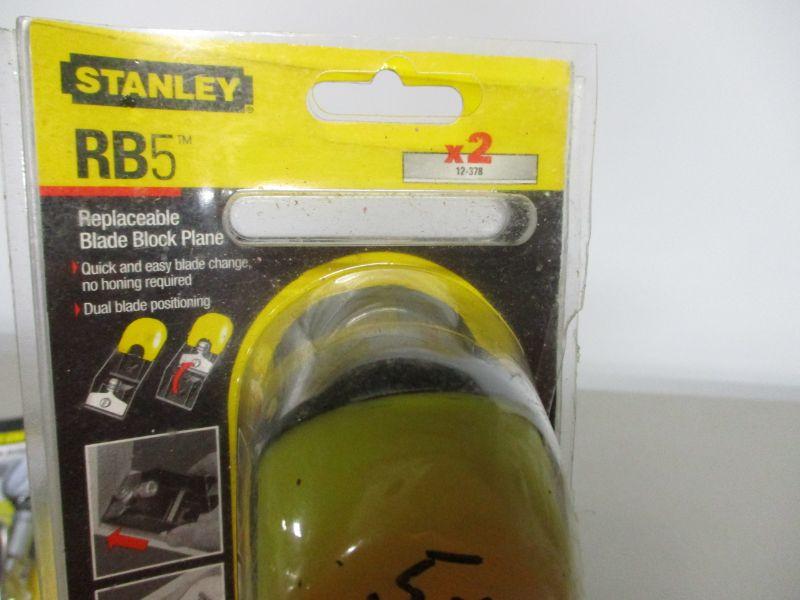 STANLEY
RB5™
x2
12-378
Replaceable
Blade Block Plane
Quick and easy blade change,
no honing required
Dual blade positioning